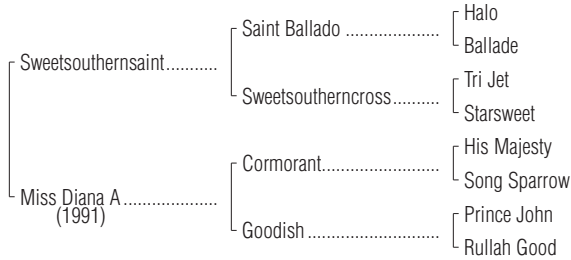 Halo
Saint Ballado ....................
Ballade
Sweetsouthernsaint...........
Tri Jet
Sweetsoutherncross..........
Starsweet
His Majesty
Cormorant.........................
Song Sparrow
Miss Diana A ....................
(1991)
Prince John
Goodish ............................
Rullah Good